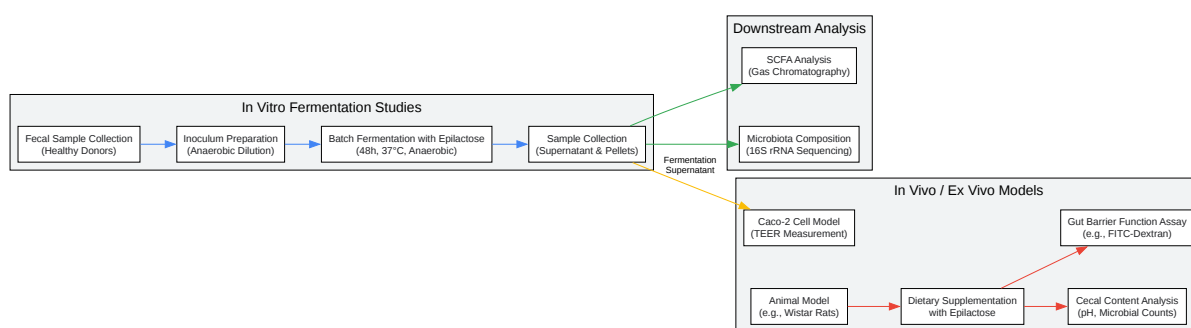 Downstream Analysis
SCFA Analysis
(Gas Chromatography)
In Vitro Fermentation Studies
Fecal Sample Collection
(Healthy Donors)
Inoculum Preparation
(Anaerobic Dilution)
Batch Fermentation with Epilactose
(48h, 37°C, Anaerobic)
Sample Collection
(Supernatant & Pellets)
Microbiota Composition
(16S rRNA Sequencing)
Fermentation
Supernatant
In Vivo / Ex Vivo Models
Caco-2 Cell Model
(TEER Measurement)
Gut Barrier Function Assay
(e.g., FITC-Dextran)
Animal Model
(e.g., Wistar Rats)
Dietary Supplementation
with Epilactose
Cecal Content Analysis
(pH, Microbial Counts)